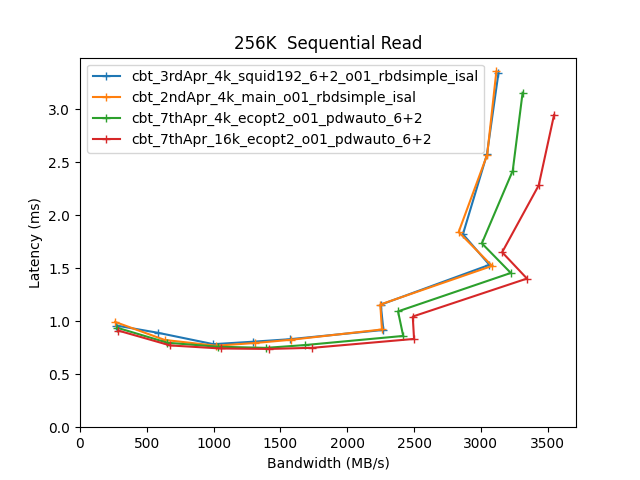 256K  Sequential Read
cbt_3rdApr_4k_squid192_6+2_o01_rbdsimple_isal
cbt_2ndApr_4k_main_o01_rbdsimple_isal
cbt_7thApr_4k_ecopt2_o01_pdwauto_6+2
cbt_7thApr_16k_ecopt2_o01_pdwauto_6+2
Latency (ms)
3.0
2.5
2.0
1.5
1.0
0.5
0.0
0 500 1000 1500 2000 2500 3000 3500
Bandwidth (MB/s)